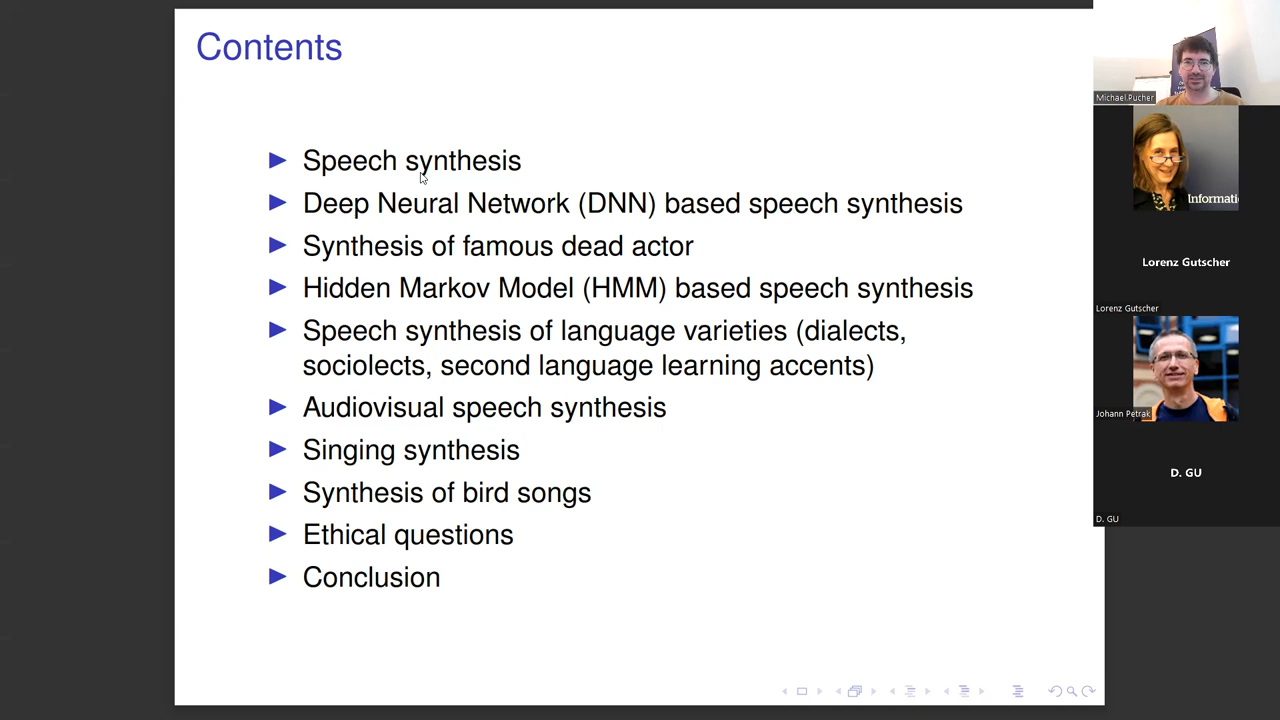 Contents
Speech synthesis
Deep Neural Network (DNN) based speech synthesis
Synthesis of famous dead actor
Hidden Markov Model (HMM) based speech synthesis
Speech synthesis of language varieties (dialects,
sociolects, second language learning accents)
Audiovisual speech synthesis
Singing synthesis
Synthesis of bird songs
Ethical questions
Conclusion
Michael Pucher
Informati
Lorenz Gutscher
Lorenz Gutscher
Johann Petrak
D. GU
D. GU